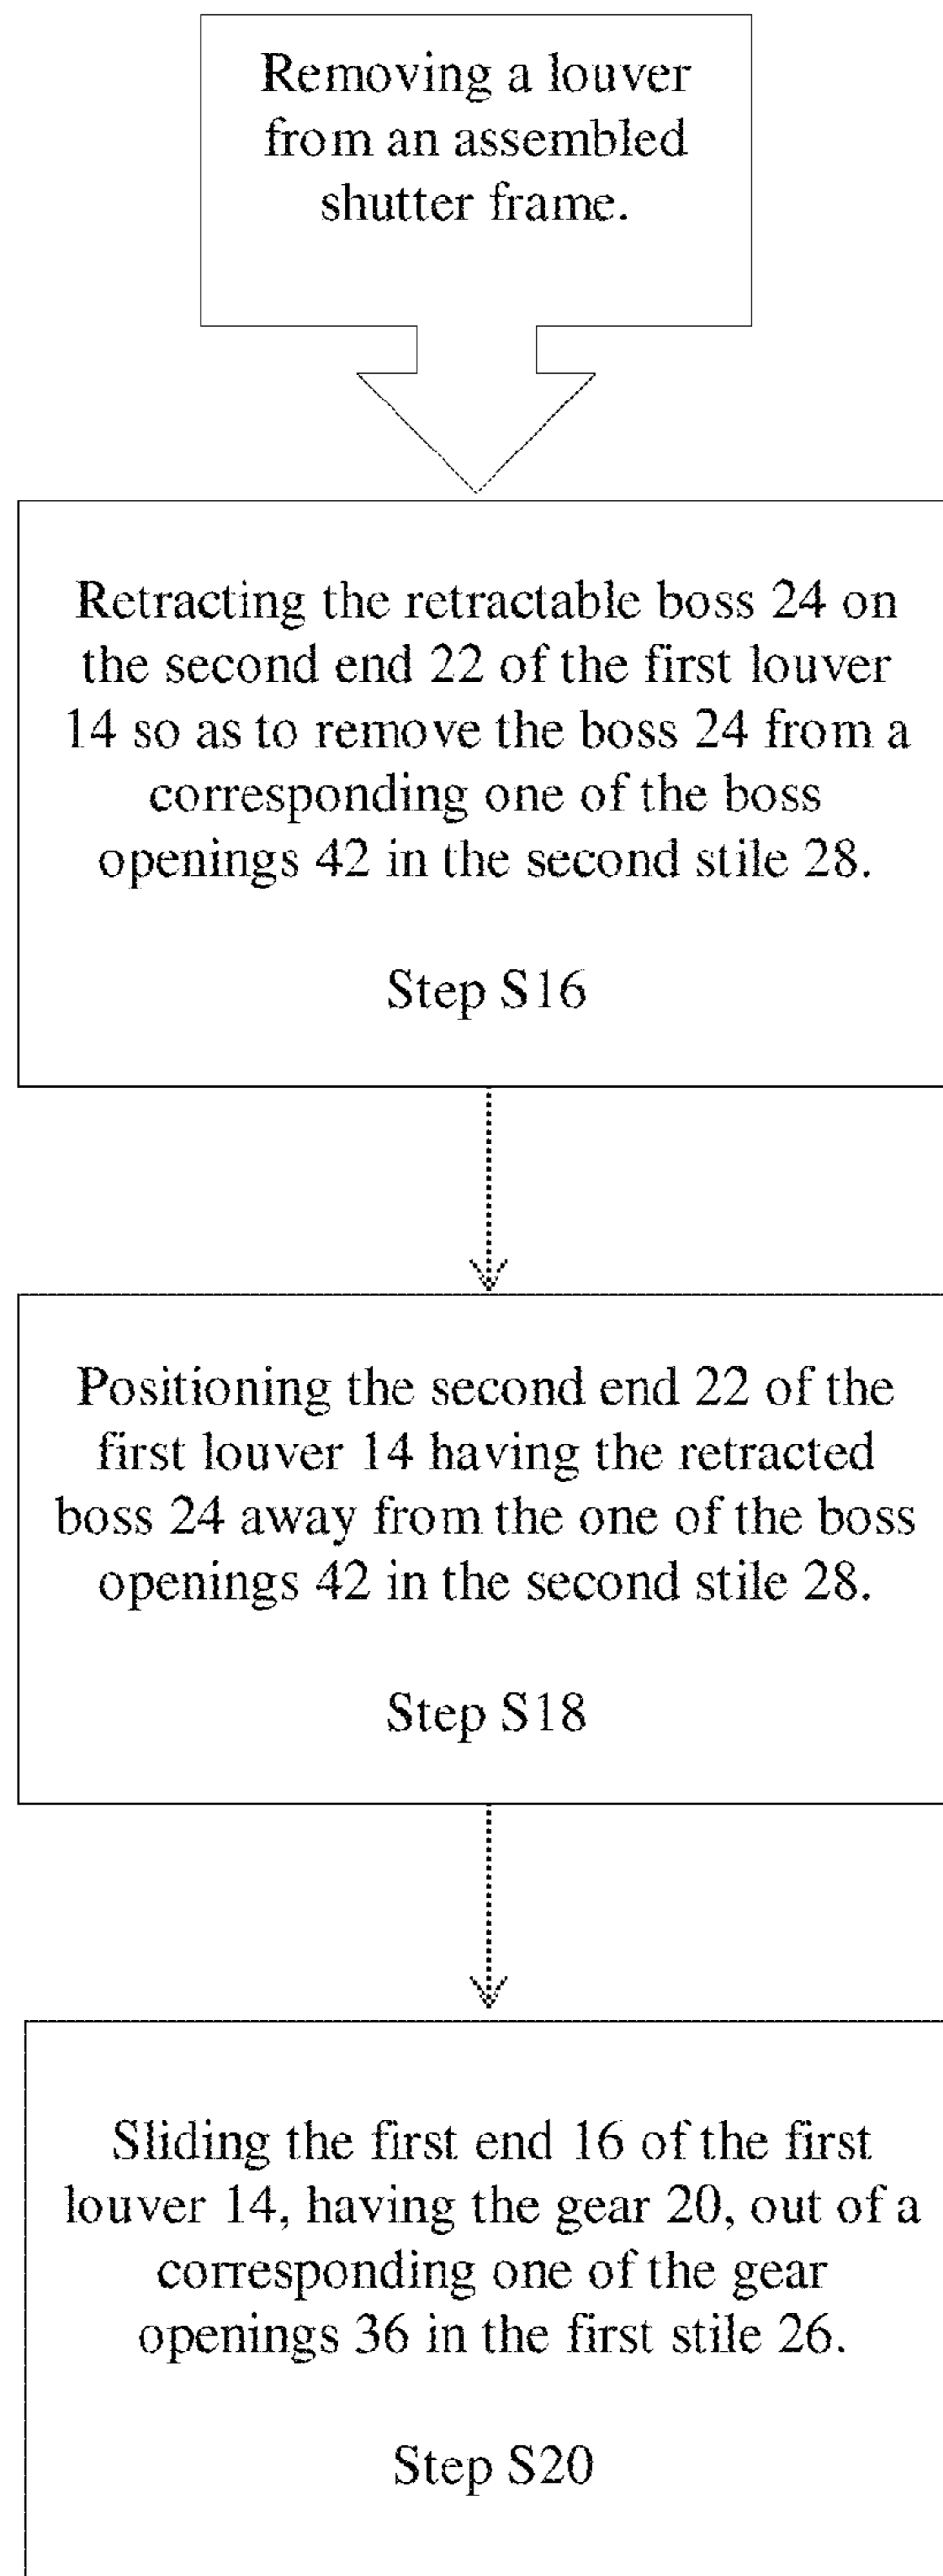 Removing a louver
from an assembled
shutter frame.
Retracting the retractable boss 24 on
the second end 22 of the first louver
14 so as to remove the boss 24 from a
corresponding one of the boss
openings 42 in the second stile 28.
Step S16
Positioning the second end 22 of the
first louver 14 having the retracted
boss 24 away from the one of the boss
openings 42 in the second stile 28.
Step S18
Sliding the first end 16 of the first
louver 14, having the gear 20, out of a
corresponding one of the gear
openings 36 in the first stile 26.
Step S20